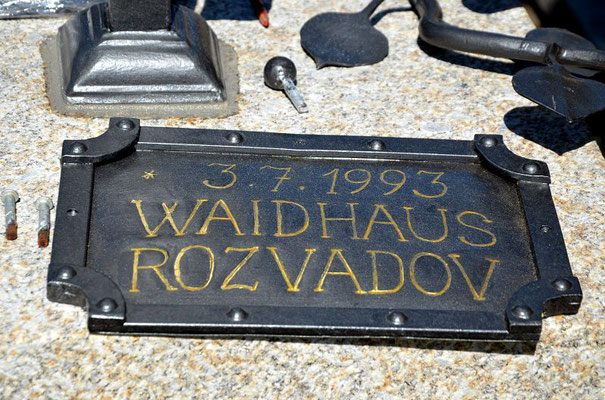 * 3.7.1993
WAIDHAUS
ROZVADOV